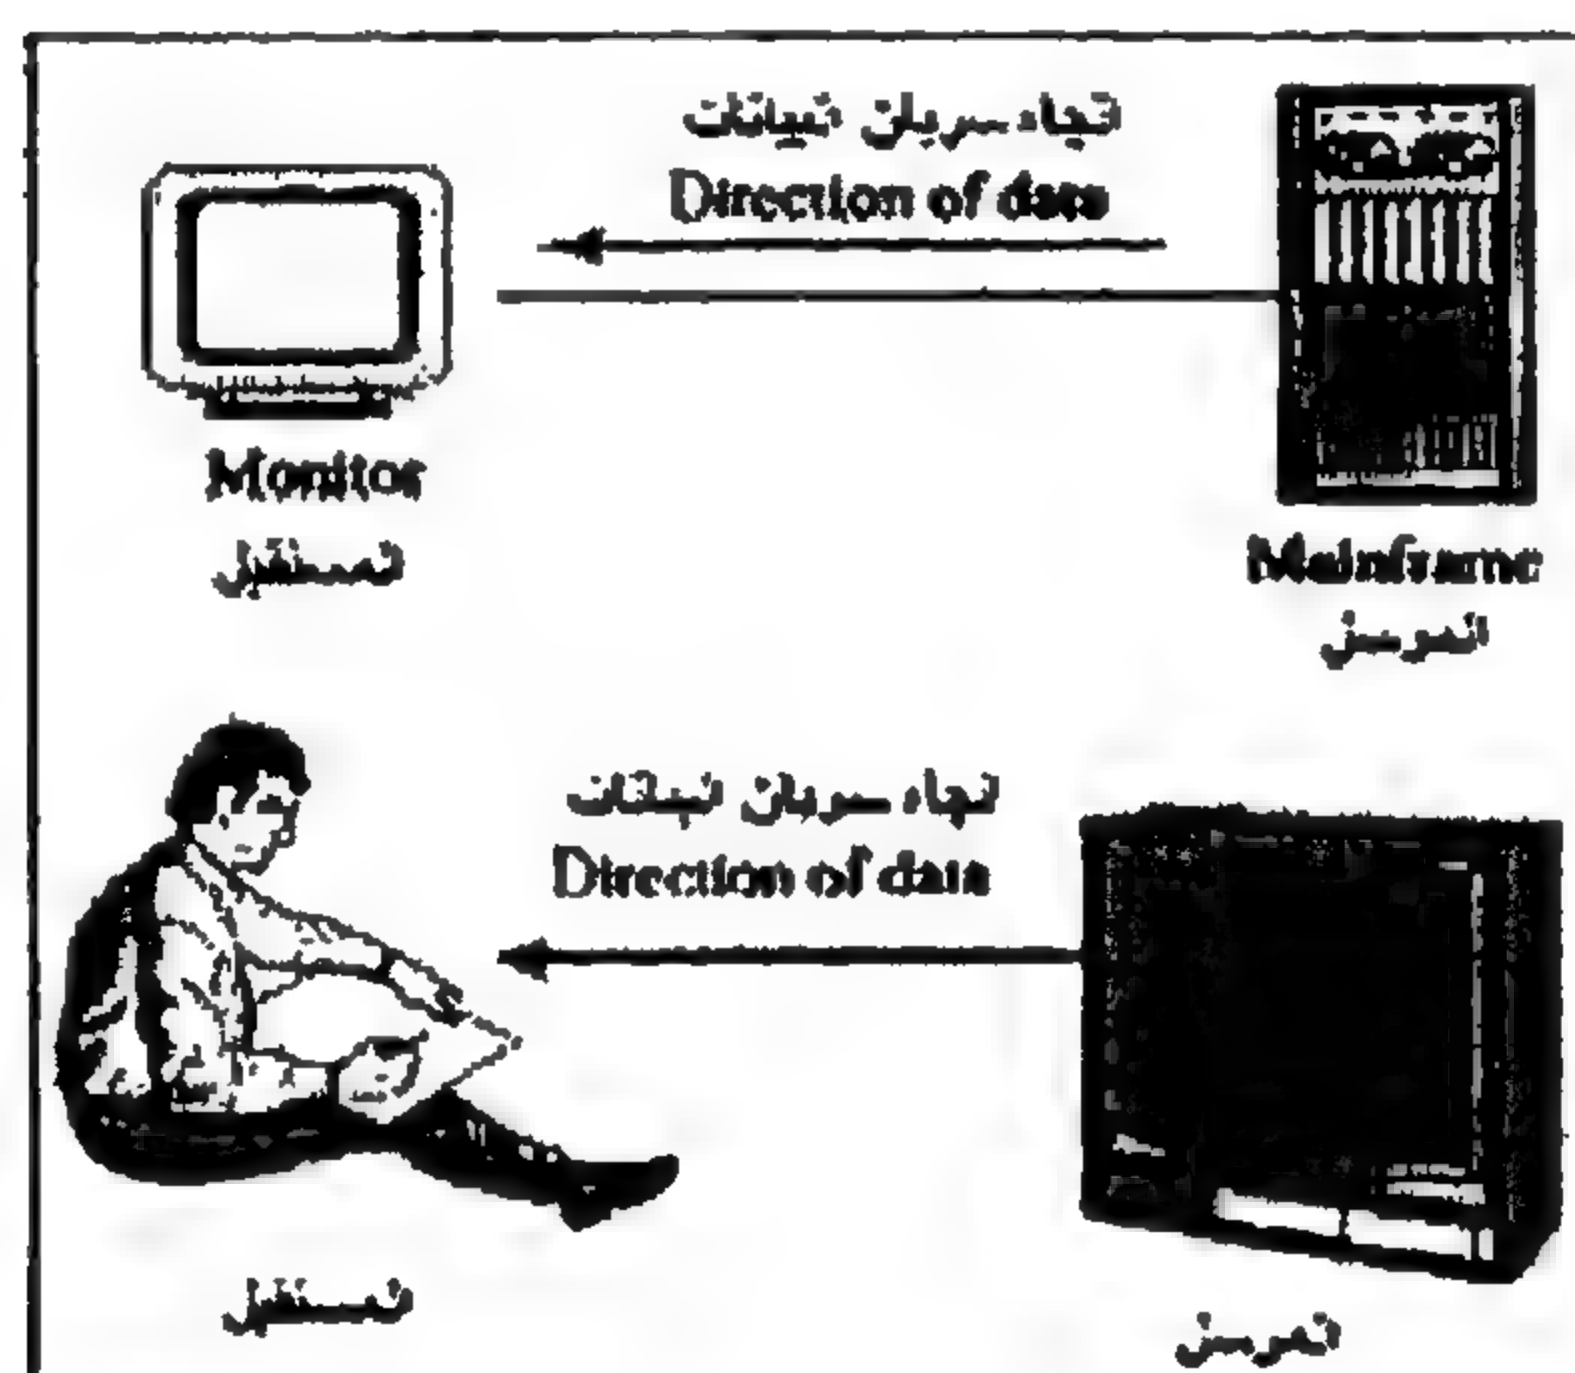 اتجاه سريان البيانات
Direction of data
Monitor
المستقبل
Mainframe
المرسل
اتجاه سريان البيانات
Direction of data
المستقبل
المرسل